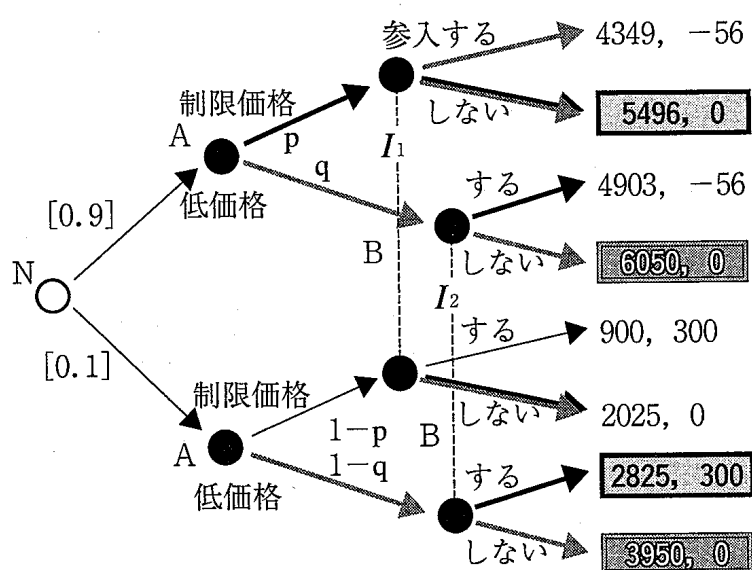 参入する
4349, −56
制限価格
しない
5496, 0
A
p
I1
q
する
4903, −56
低価格
[0.9]
しない
6050, 0
B
N
I2
する
900, 300
[0.1]
制限価格
しない
2025, 0
1−p
B
A
1−q
する
2825, 300
低価格
しない
3950, 0